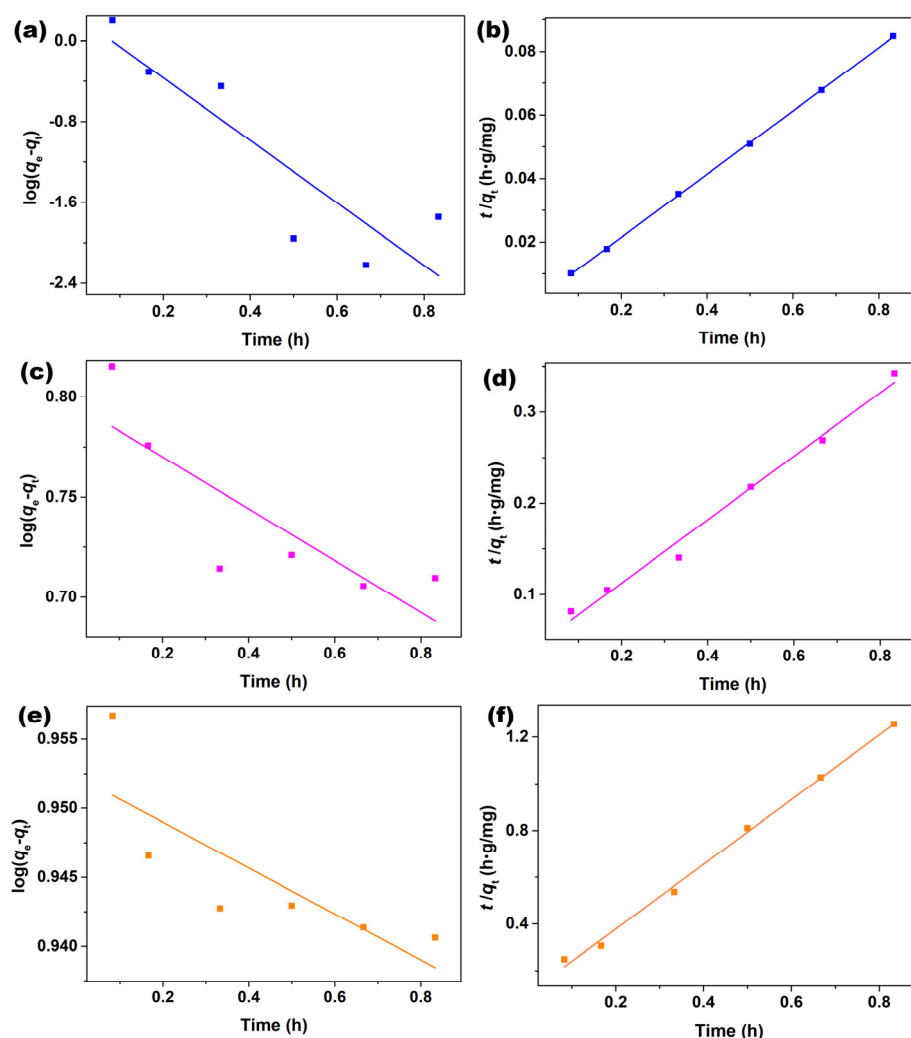 (a)
0.0
-0.8
-1.6
-2.4
log(qe-qt)
0.2 0.4 0.6 0.8
Time (h)
(b)
0.08
0.06
0.04
0.02
t /qt (h·g/mg)
0.2 0.4 0.6 0.8
Time (h)
(c)
0.80
0.75
0.70
log(qe-qt)
0.2 0.4 0.6 0.8
Time (h)
(d)
0.3
0.2
0.1
t /qt (h·g/mg)
0.2 0.4 0.6 0.8
Time (h)
(e)
0.955
0.950
0.945
0.940
log(qe-qt)
0.2 0.4 0.6 0.8
Time (h)
(f)
1.2
0.8
0.4
t /qt (h·g/mg)
0.2 0.4 0.6 0.8
Time (h)